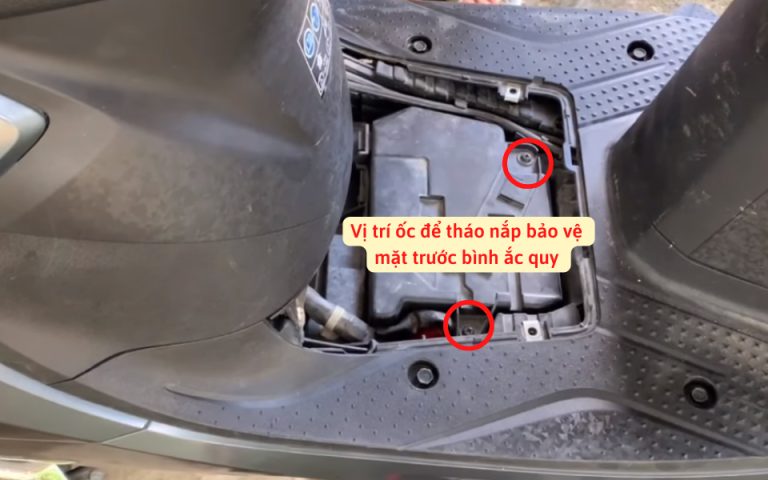 Vị trí ốc để tháo nắp bảo vệ
mặt trước bình ắc quy